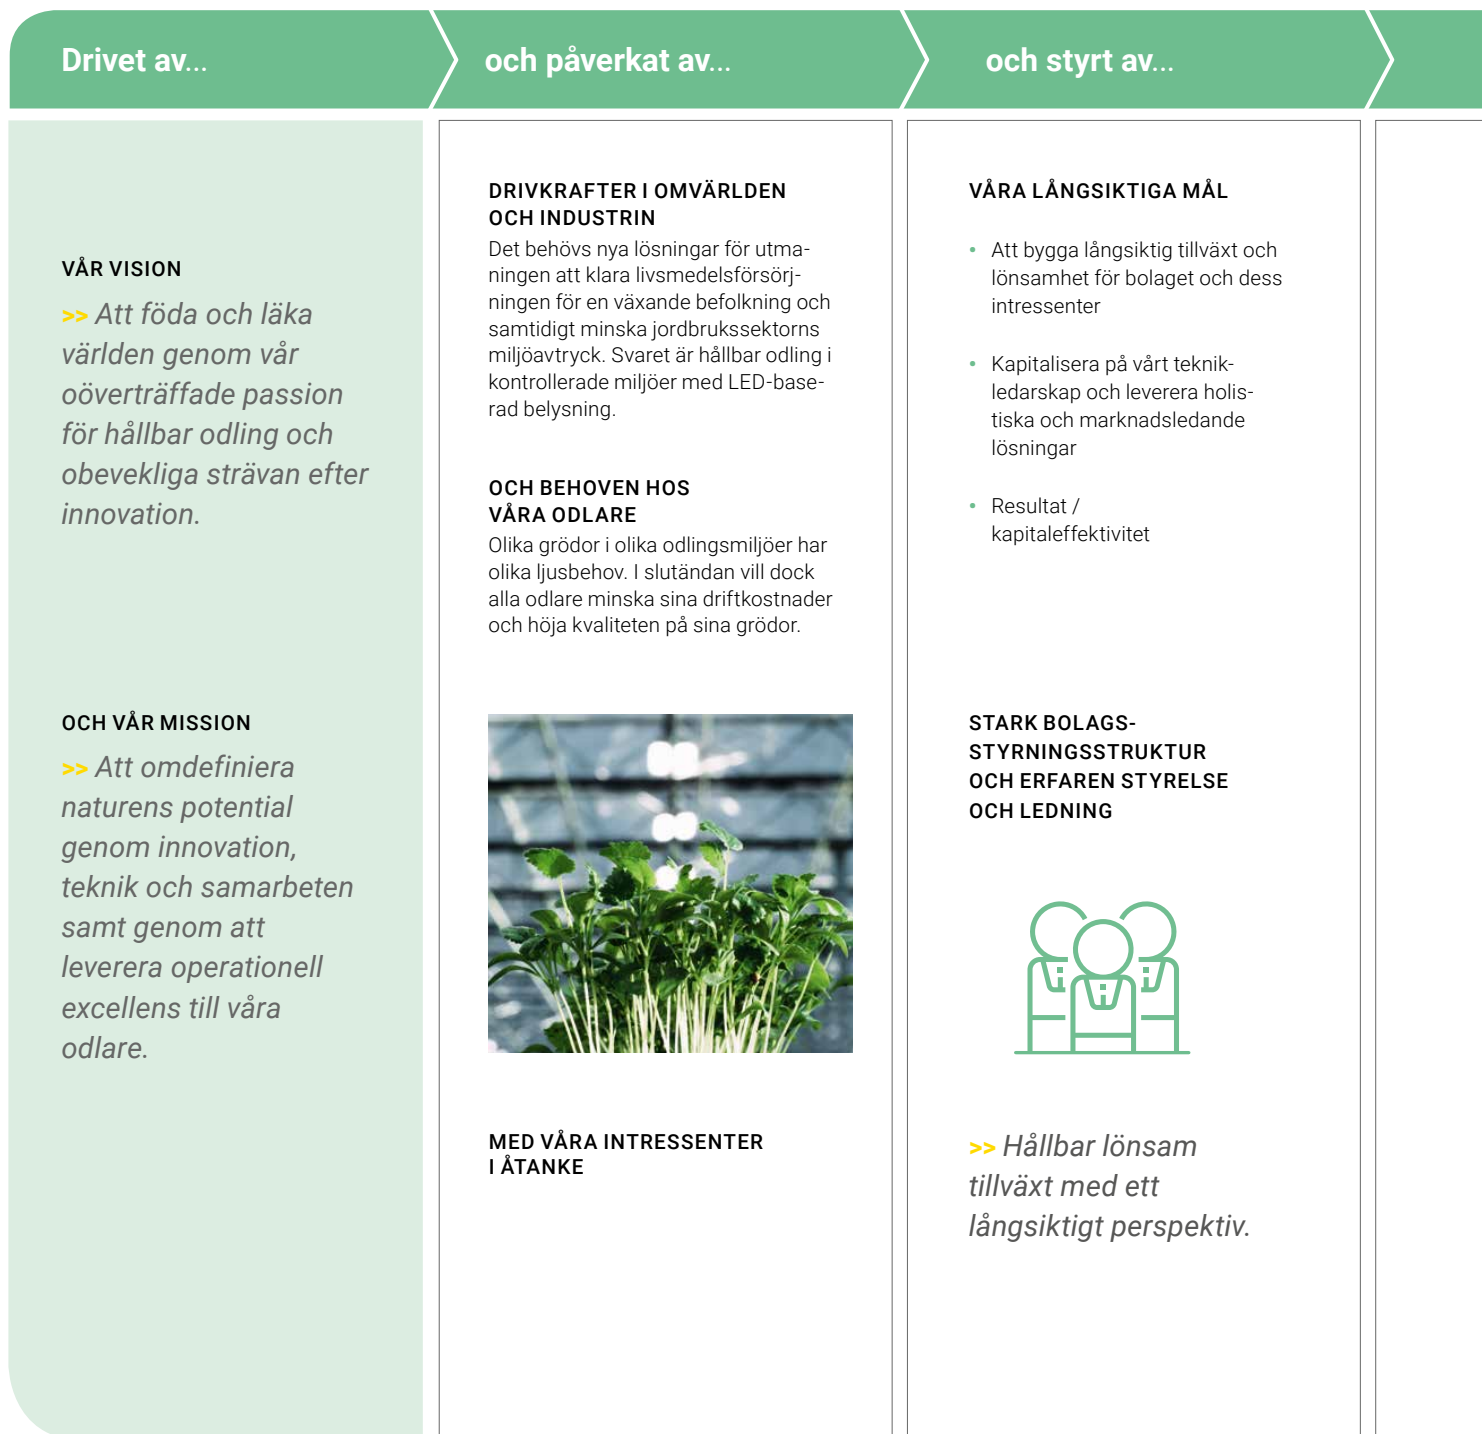 Drivet av...
och påverkat av...
och styrt av...
VÅR VISION
>> Att föda och läka
världen genom vår
oöverträffade passion
för hållbar odling och
obevekliga strävan efter
innovation.
OCH VÅR MISSION
>> Att omdefiniera
naturens potential
genom innovation,
teknik och samarbeten
samt genom att
leverera operationell
excellens till våra
odlare.
DRIVKRAFTER I OMVÄRLDEN
OCH INDUSTRIN
Det behövs nya lösningar för utma-
ningen att klara livsmedelsförsörj-
ningen för en växande befolkning och
samtidigt minska jordbrukssektorns
miljöavtryck. Svaret är hållbar odling i
kontrollerade miljöer med LED-base-
rad belysning.
OCH BEHOVEN HOS
VÅRA ODLARE
Olika grödor i olika odlingsmiljöer har
olika ljusbehov. I slutändan vill dock
alla odlare minska sina driftkostnader
och höja kvaliteten på sina grödor.
MED VÅRA INTRESSENTER
I ÅTANKE
VÅRA LÅNGSIKTIGA MÅL
• Att bygga långsiktig tillväxt och
lönsamhet för bolaget och dess
intressenter
• Kapitalisera på vårt teknik-
ledarskap och leverera holis-
tiska och marknadsledande
lösningar
• Resultat /
kapitaleffektivitet
STARK BOLAGS-
STYRNINGSSTRUKTUR
OCH ERFAREN STYRELSE
OCH LEDNING
>> Hållbar lönsam
tillväxt med ett
långsiktigt perspektiv.